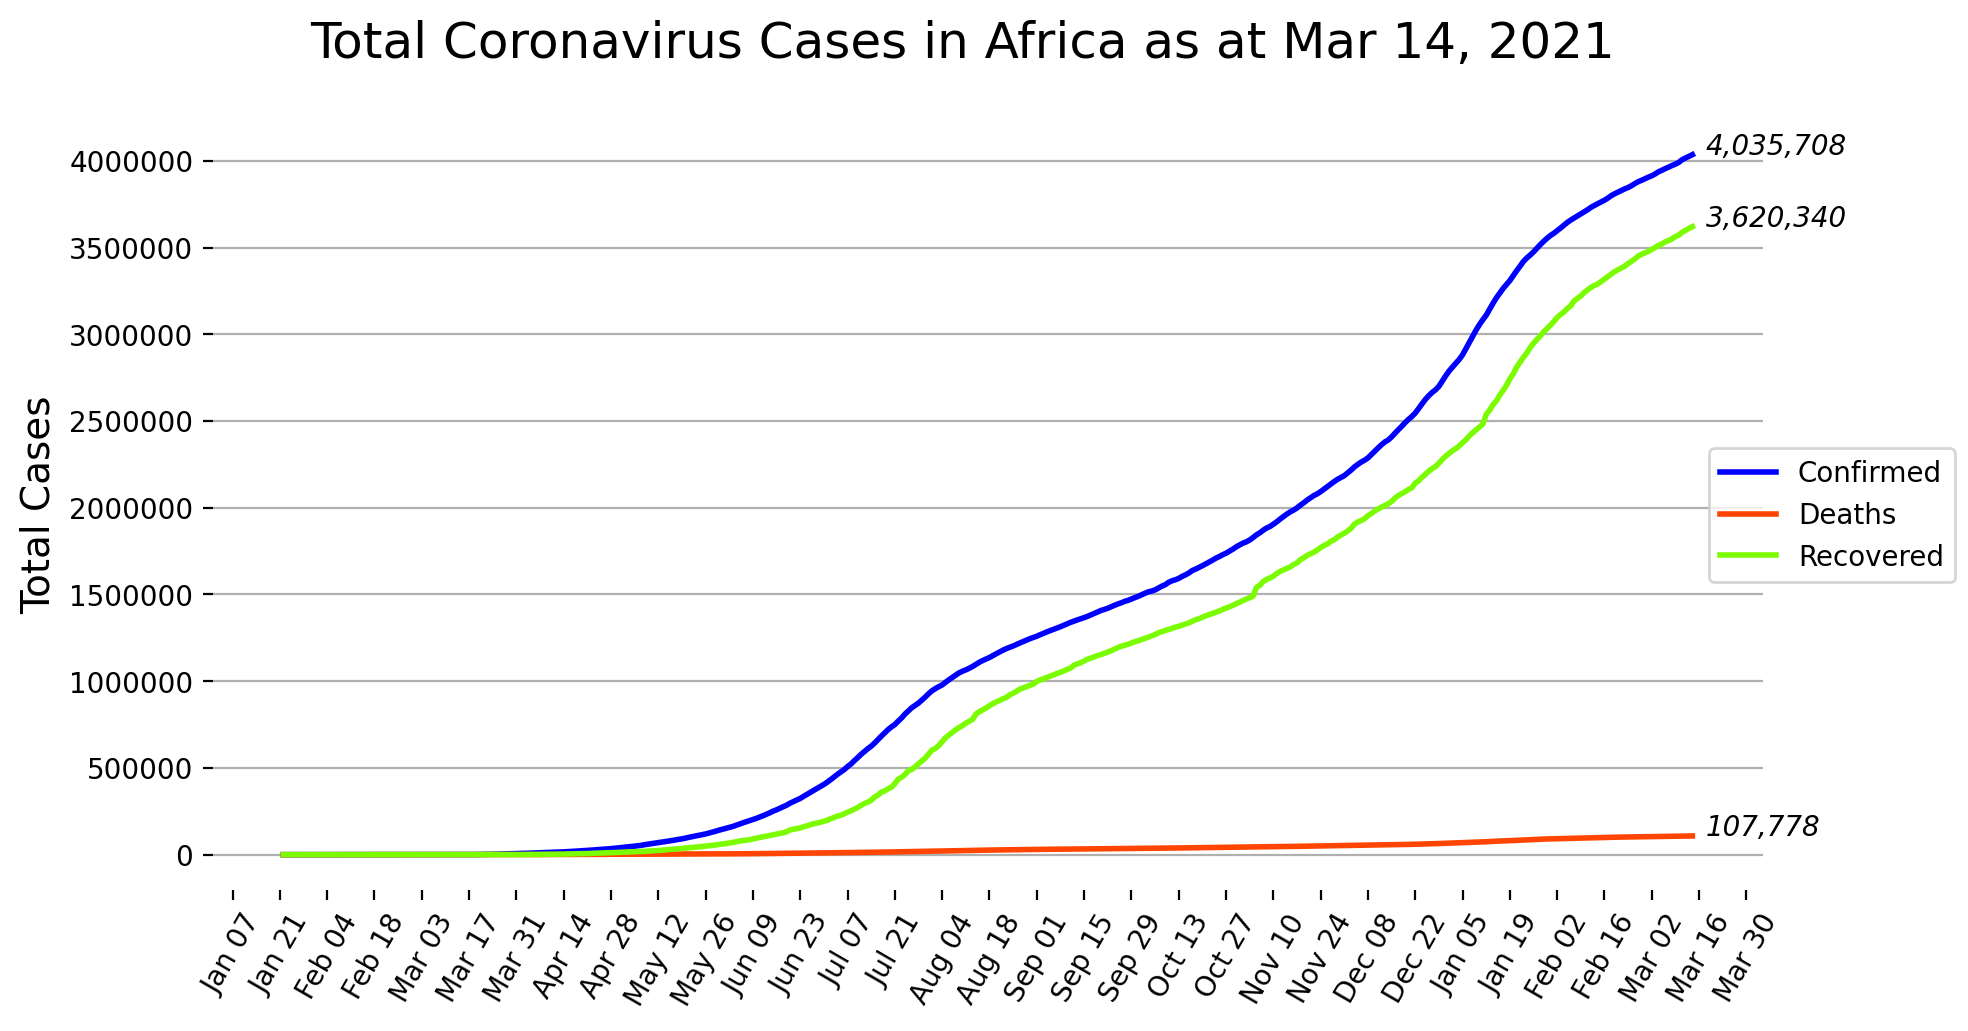 Total Coronavirus Cases in Africa as at Mar 14, 2021
Total Cases
4000000
3500000
3000000
2500000
2000000
1500000
1000000
500000
0
4,035,708
3,620,340
107,778
Confirmed
Deaths
Recovered
Jan 07
Jan 21
Feb 04
Feb 18
Mar 03
Mar 17
Mar 31
Apr 14
Apr 28
May 12
May 26
Jun 09
Jun 23
Jul 07
Jul 21
Aug 04
Aug 18
Sep 01
Sep 15
Sep 29
Oct 13
Oct 27
Nov 10
Nov 24
Dec 08
Dec 22
Jan 05
Jan 19
Feb 02
Feb 16
Mar 02
Mar 16
Mar 30